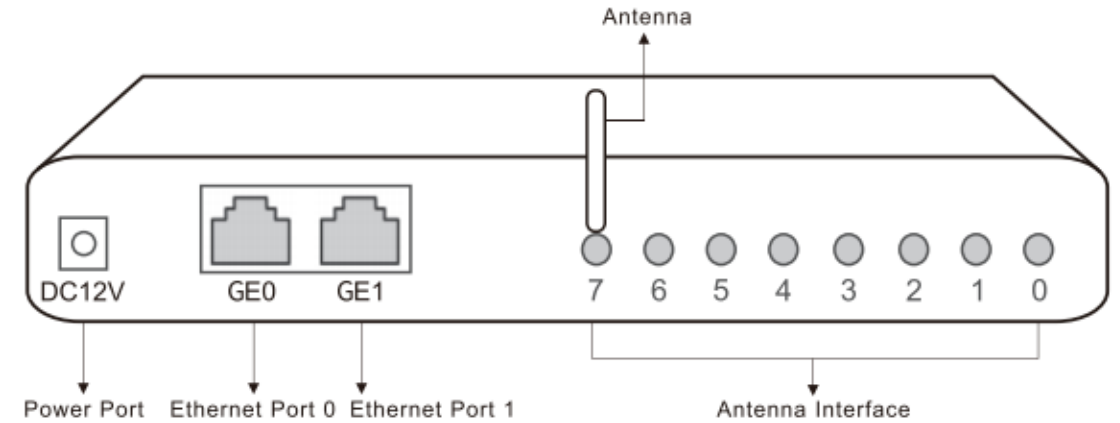 Antenna
DC12V GE0 GE1 7 6 5 4 3 2 1 0
Power Port Ethernet Port 0 Ethernet Port 1 Antenna Interface